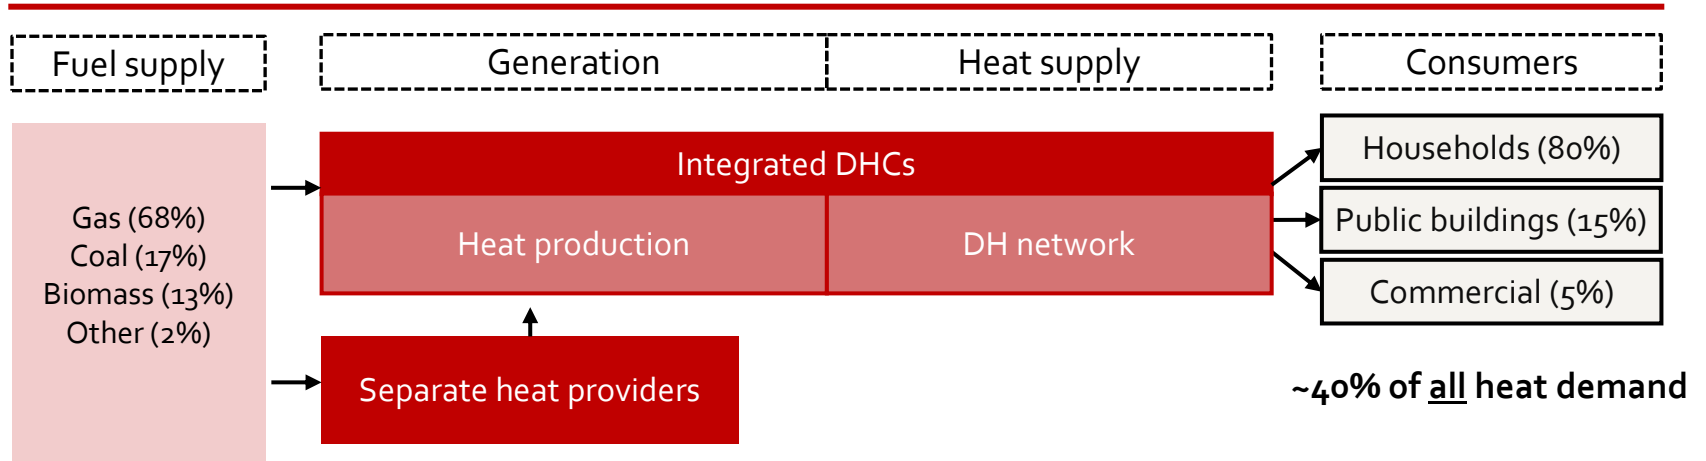 Fuel supply
Generation
Heat supply
Consumers
Gas (68%)
Coal (17%)
Biomass (13%)
Other (2%)
Integrated DHCs
Heat production
DH network
Separate heat providers
Households (80%)
Public buildings (15%)
Commercial (5%)
~40% of all heat demand